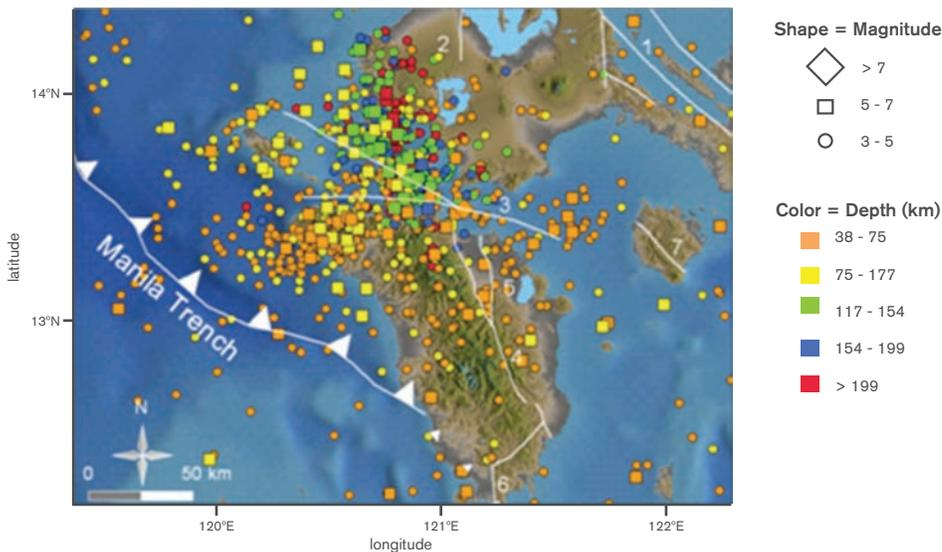 Shape = Magnitude
> 7
5 - 7
3 - 5
Color = Depth (km)
38 - 75
75 - 177
117 - 154
154 - 199
> 199
latitude
14°N
13°N
1
2
3
7
5
4
6
Manila Trench
N
0 50 km
120°E 121°E 122°E
longitude